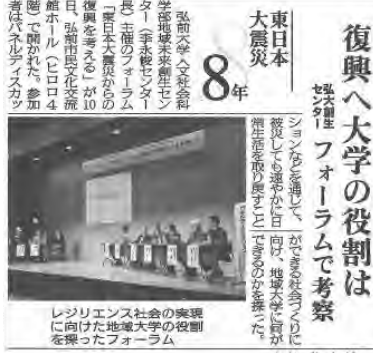 復興へ大学の役割は
弘大創生センター フォーラムで考察
東日本大震災
8年
弘前大学人文社会科
学部地域未来創生セン
ター(李永俊センター
長)主催のフォーラム
「東日本大震災からの
復興を考える」が10
日、弘前市民文化交流
館ホール(ヒロロ4
階)で開かれた。参加
者はパネルディスカッ
ションなどを通じて、
被災しても速やかに日
常生活を取り戻すこと
ができる社会づくりに
向け、地域大学に何が
できるのかを探った。
レジリエンス社会の実現
に向けた地域大学の役割
を探ったフォーラム